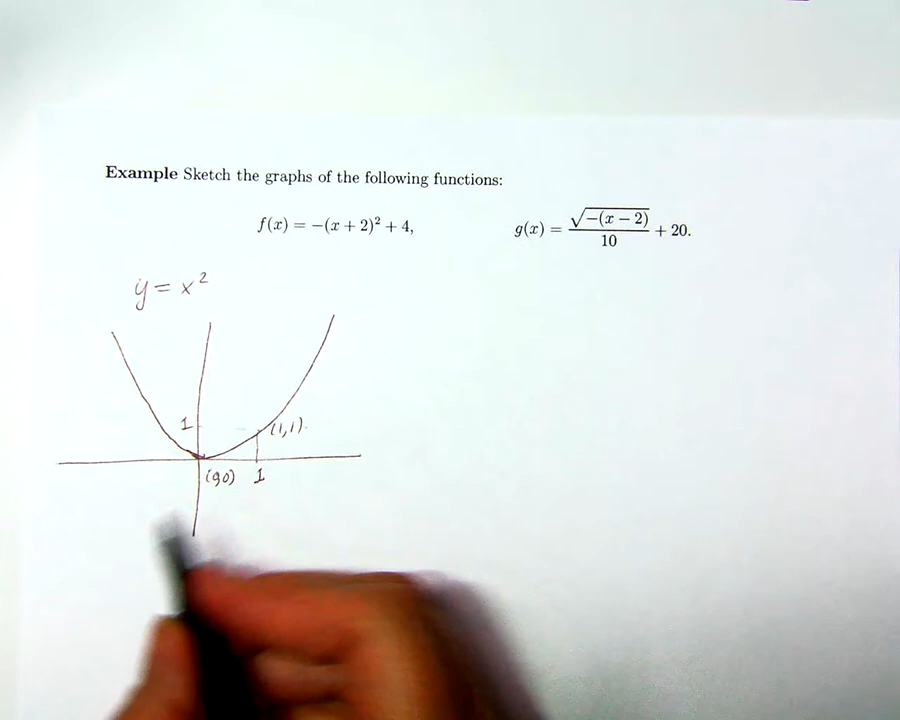 Example Sketch the graphs of the following functions:
f(x) = −(x + 2)² + 4, g(x) = √(−(x − 2))/10 + 20.
y = x²
1 (1,1).
(0,0) 1